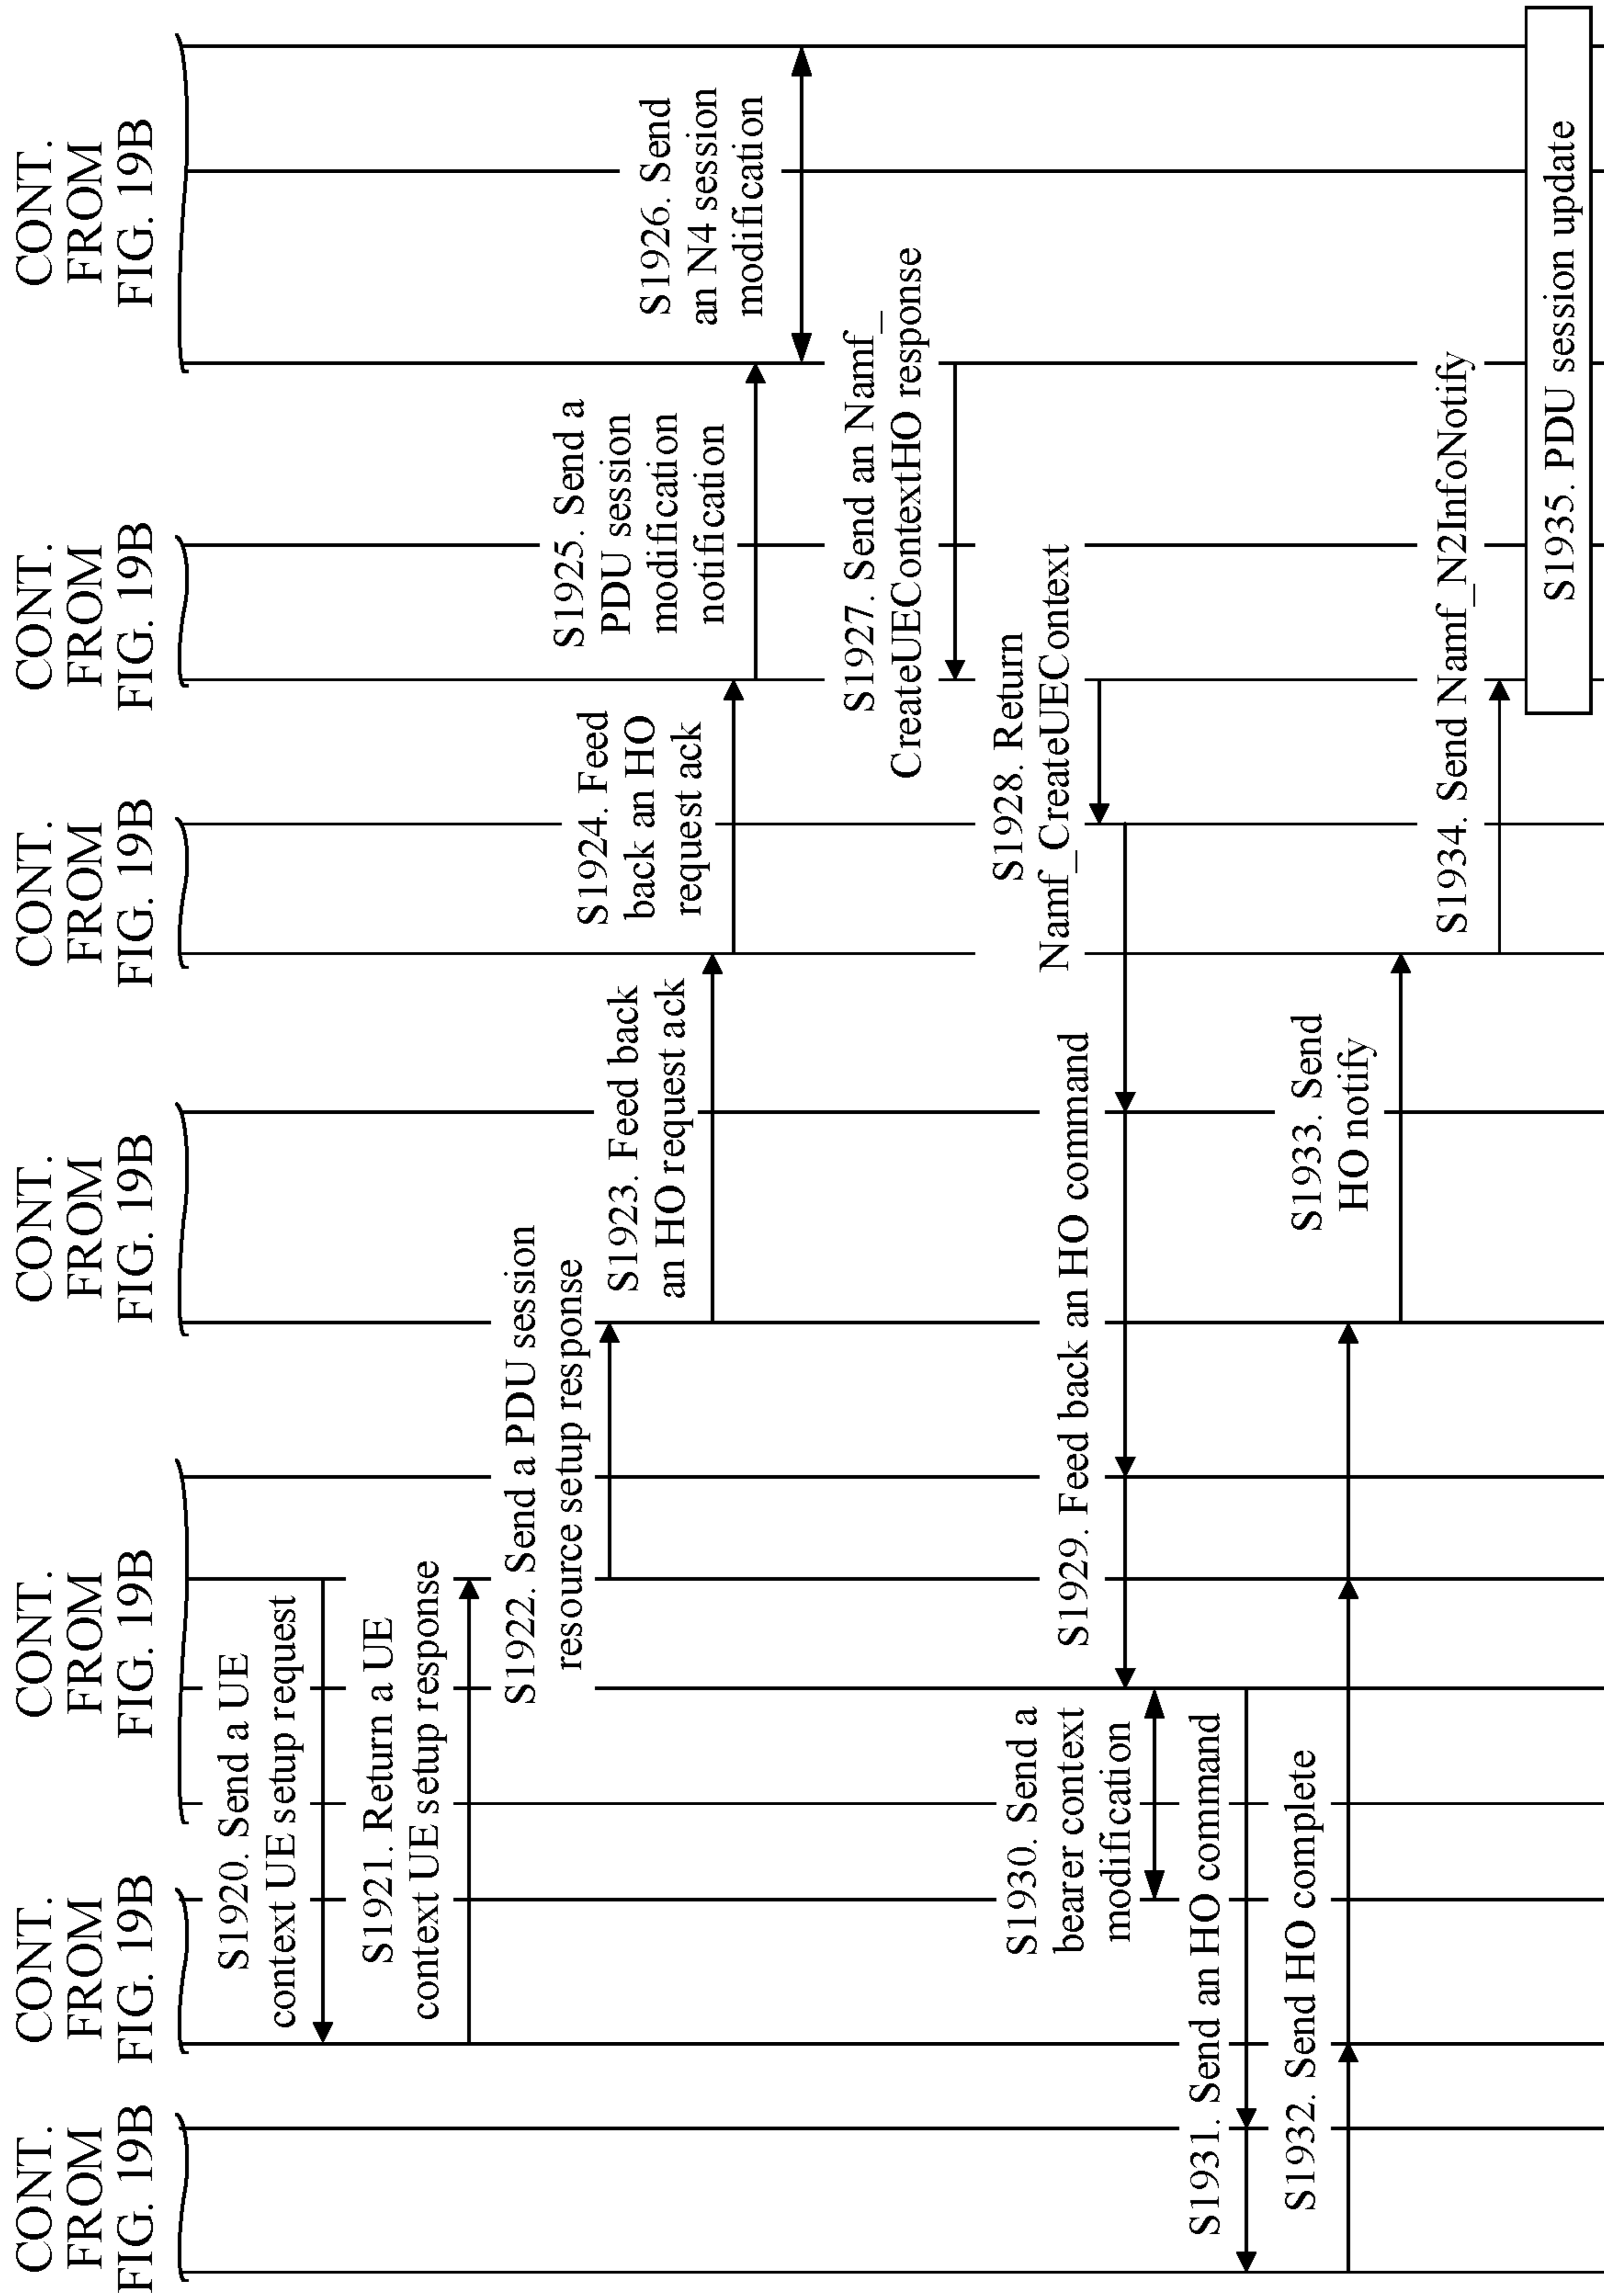 CONT.
FROM
FIG. 19B
CONT.
FROM
FIG. 19B
CONT.
FROM
FIG. 19B
CONT.
FROM
FIG. 19B
CONT.
FROM
FIG. 19B
CONT.
FROM
FIG. 19B
CONT.
FROM
FIG. 19B
S1920. Send a UE
context UE setup request
S1921. Return a UE
context UE setup response
S1922. Send a PDU session
resource setup response
S1923. Feed back
an HO request ack
S1924. Feed
back an HO
request ack
S1925. Send a
PDU session
modification
notification
S1926. Send
an N4 session
modification
S1927. Send an Namf_
CreateUEContextHO response
S1928. Return
Namf_CreateUEContext
S1929. Feed back an HO command
S1930. Send a
bearer context
modification
S1931. Send an HO command
S1932. Send HO complete
S1933. Send
HO notify
S1934. Send Namf_N2InfoNotify
S1935. PDU session update